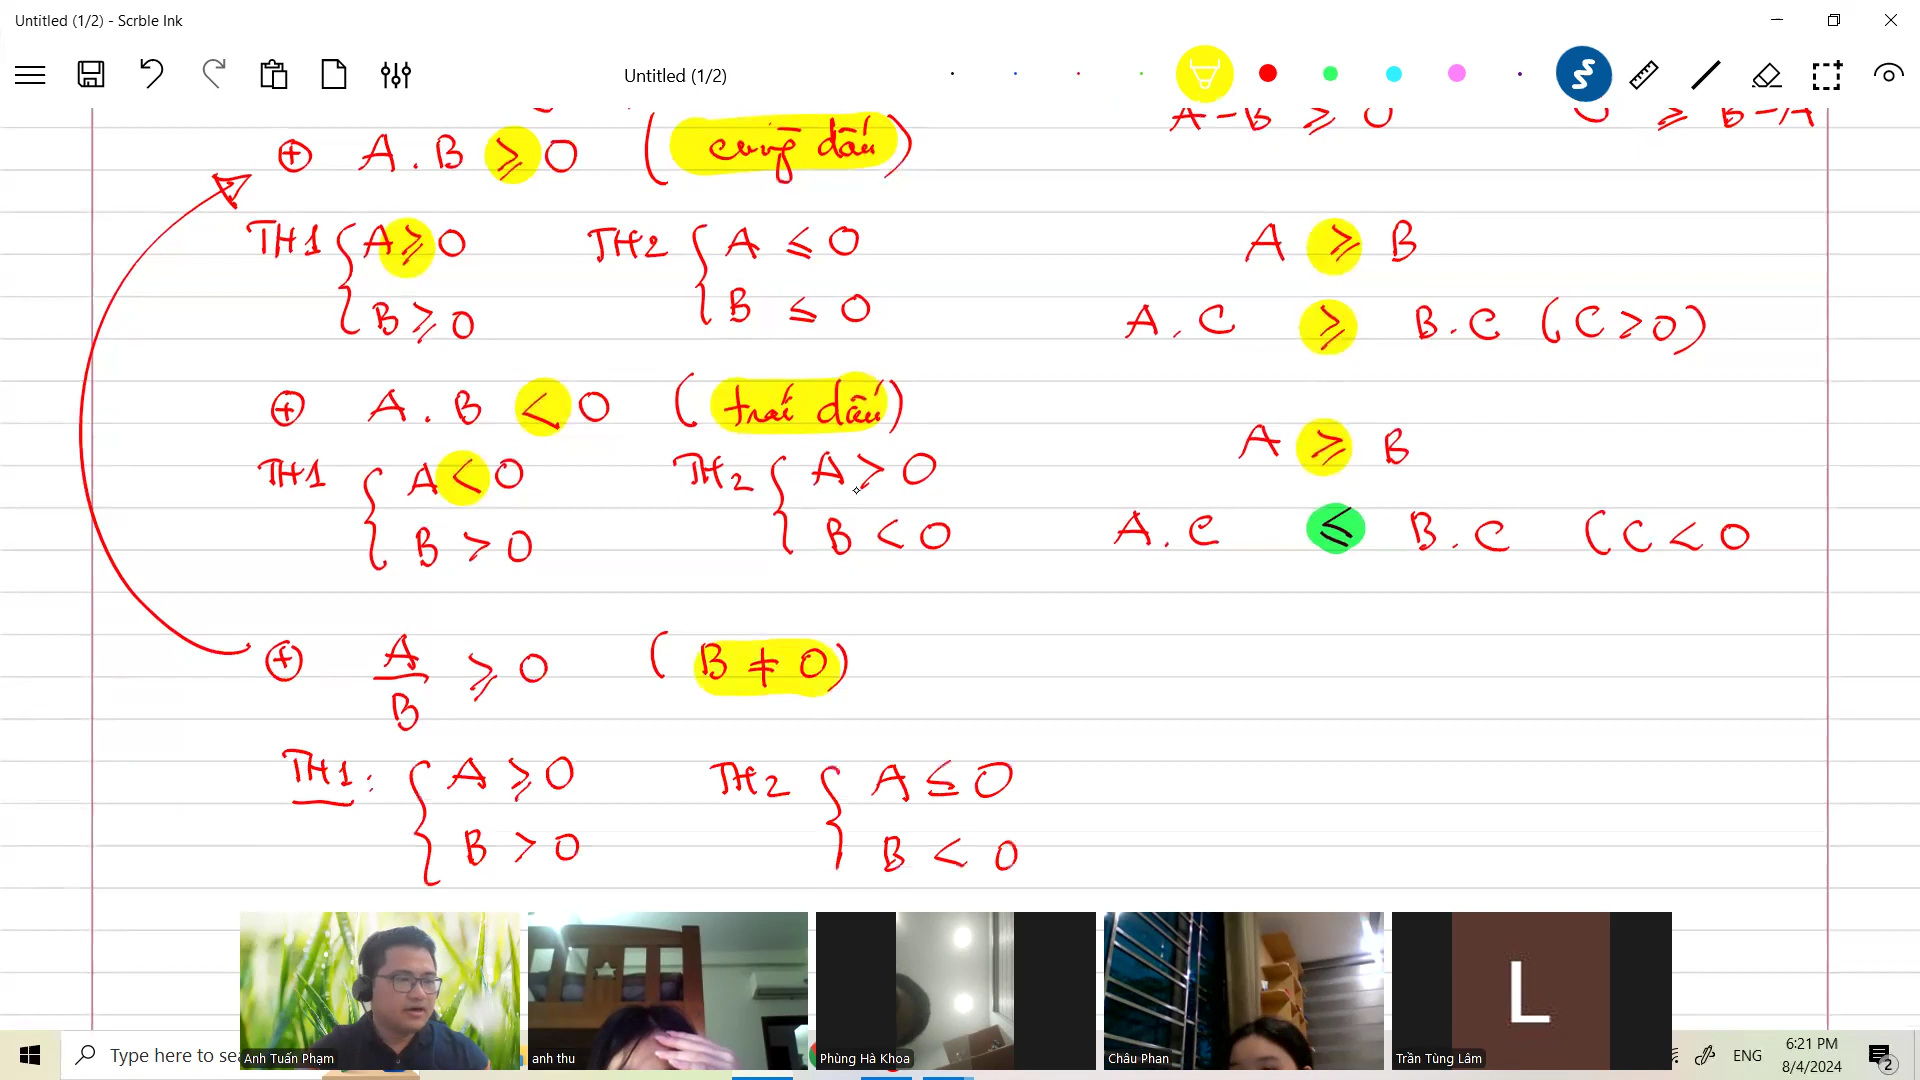 Untitled (1/2) - Scrble Ink
Untitled (1/2)
A - B ≥ 0
0 ≥ B - A
⊕ A . B ≥ 0 ( cùng dấu )
TH1 { A ≥ 0
B ≥ 0
TH2 { A ≤ 0
B ≤ 0
A ≥ B
A . C ≥ B . C ( C > 0 )
⊕ A . B < 0 ( trái dấu )
TH1 { A < 0
B > 0
TH2 { A > 0
B < 0
A ≥ B
A . C ≤ B . C ( C < 0
⊕ A / B ≥ 0 ( B ≠ 0 )
TH1 : { A ≥ 0
B > 0
TH2 { A ≤ 0
B < 0
L
Anh Tuấn Phạm
anh thu
Phùng Hà Khoa
Châu Phan
Trần Tùng Lâm
Type here to se
ENG
6:21 PM
8/4/2024
2